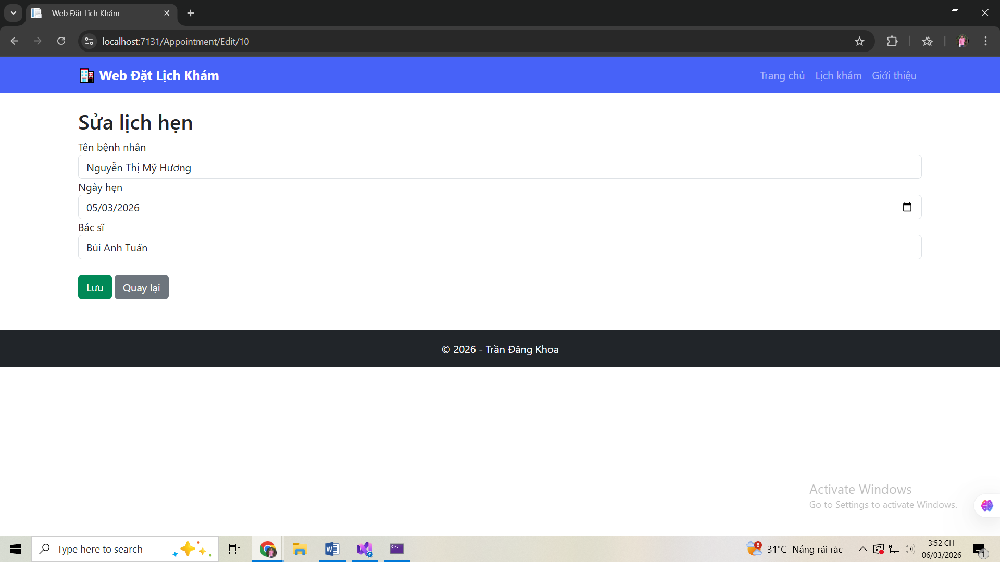 - Web Đặt Lịch Khám
localhost:7131/Appointment/Edit/10
Web Đặt Lịch Khám
Trang chủ Lịch khám Giới thiệu
Sửa lịch hẹn
Tên bệnh nhân
Nguyễn Thị Mỹ Hương
Ngày hẹn
05/03/2026
Bác sĩ
Bùi Anh Tuấn
Lưu Quay lại
© 2026 - Trần Đăng Khoa
Activate Windows
Go to Settings to activate Windows.
Type here to search
8
31°C Nắng rải rác
3:52 CH
06/03/2026
1